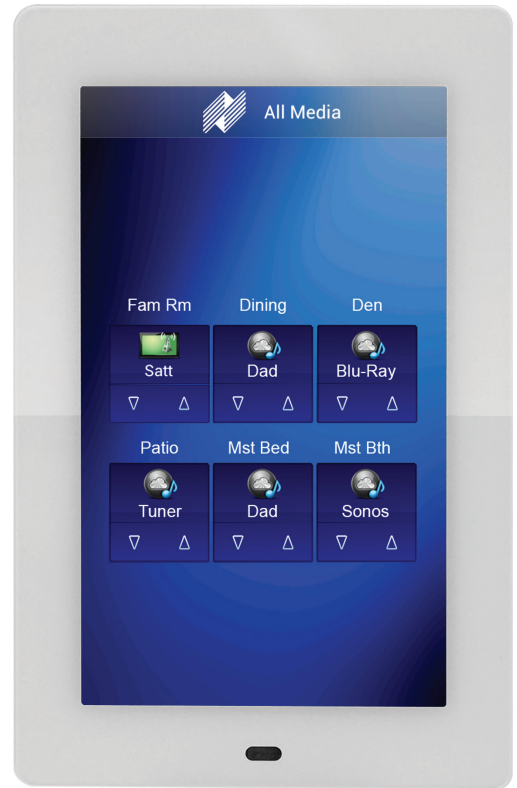 All Media
Fam Rm Dining Den
Satt Dad Blu-Ray
Patio Mst Bed Mst Bth
Tuner Dad Sonos